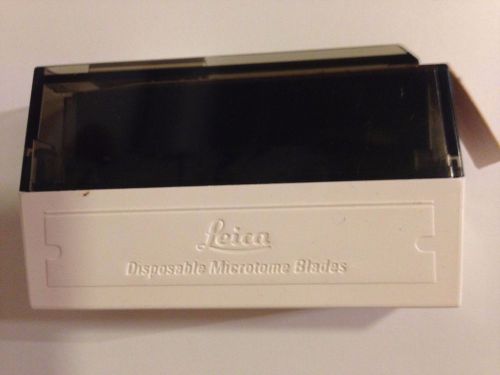 Leica
Disposable Microtome Blades